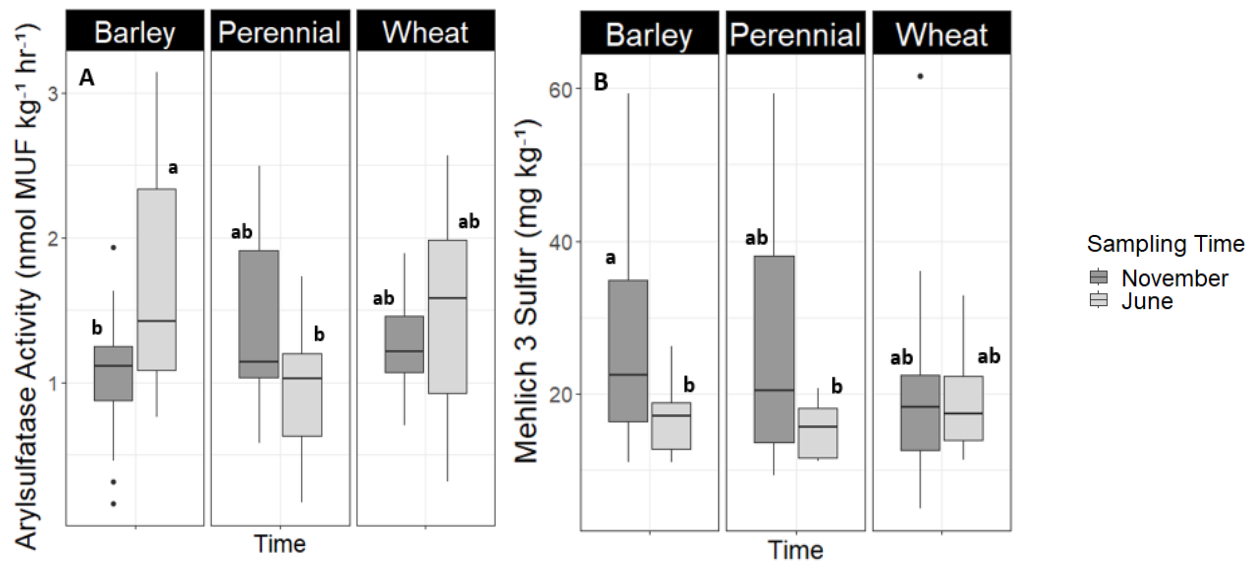 Barley Perennial Wheat
A
Arylsulfatase Activity (nmol MUF kg⁻¹ hr⁻¹)
3
2
1
b
a
ab
b
ab
ab
Time
Barley Perennial Wheat
B
Mehlich 3 Sulfur (mg kg⁻¹)
60
40
20
a
b
ab
b
ab
ab
Time
Sampling Time
November
June